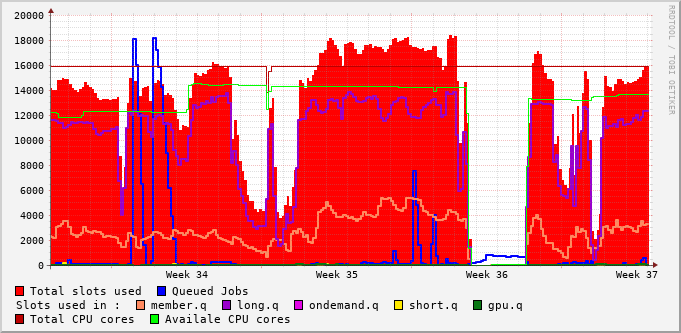 RRDTOOL / TOBI OETIKER
20000
18000
16000
14000
12000
10000
8000
6000
4000
2000
0
Week 34 Week 35 Week 36 Week 37
Total slots used Queued Jobs
Slots used in : member.q long.q ondemand.q short.q gpu.q
Total CPU cores Availale CPU cores